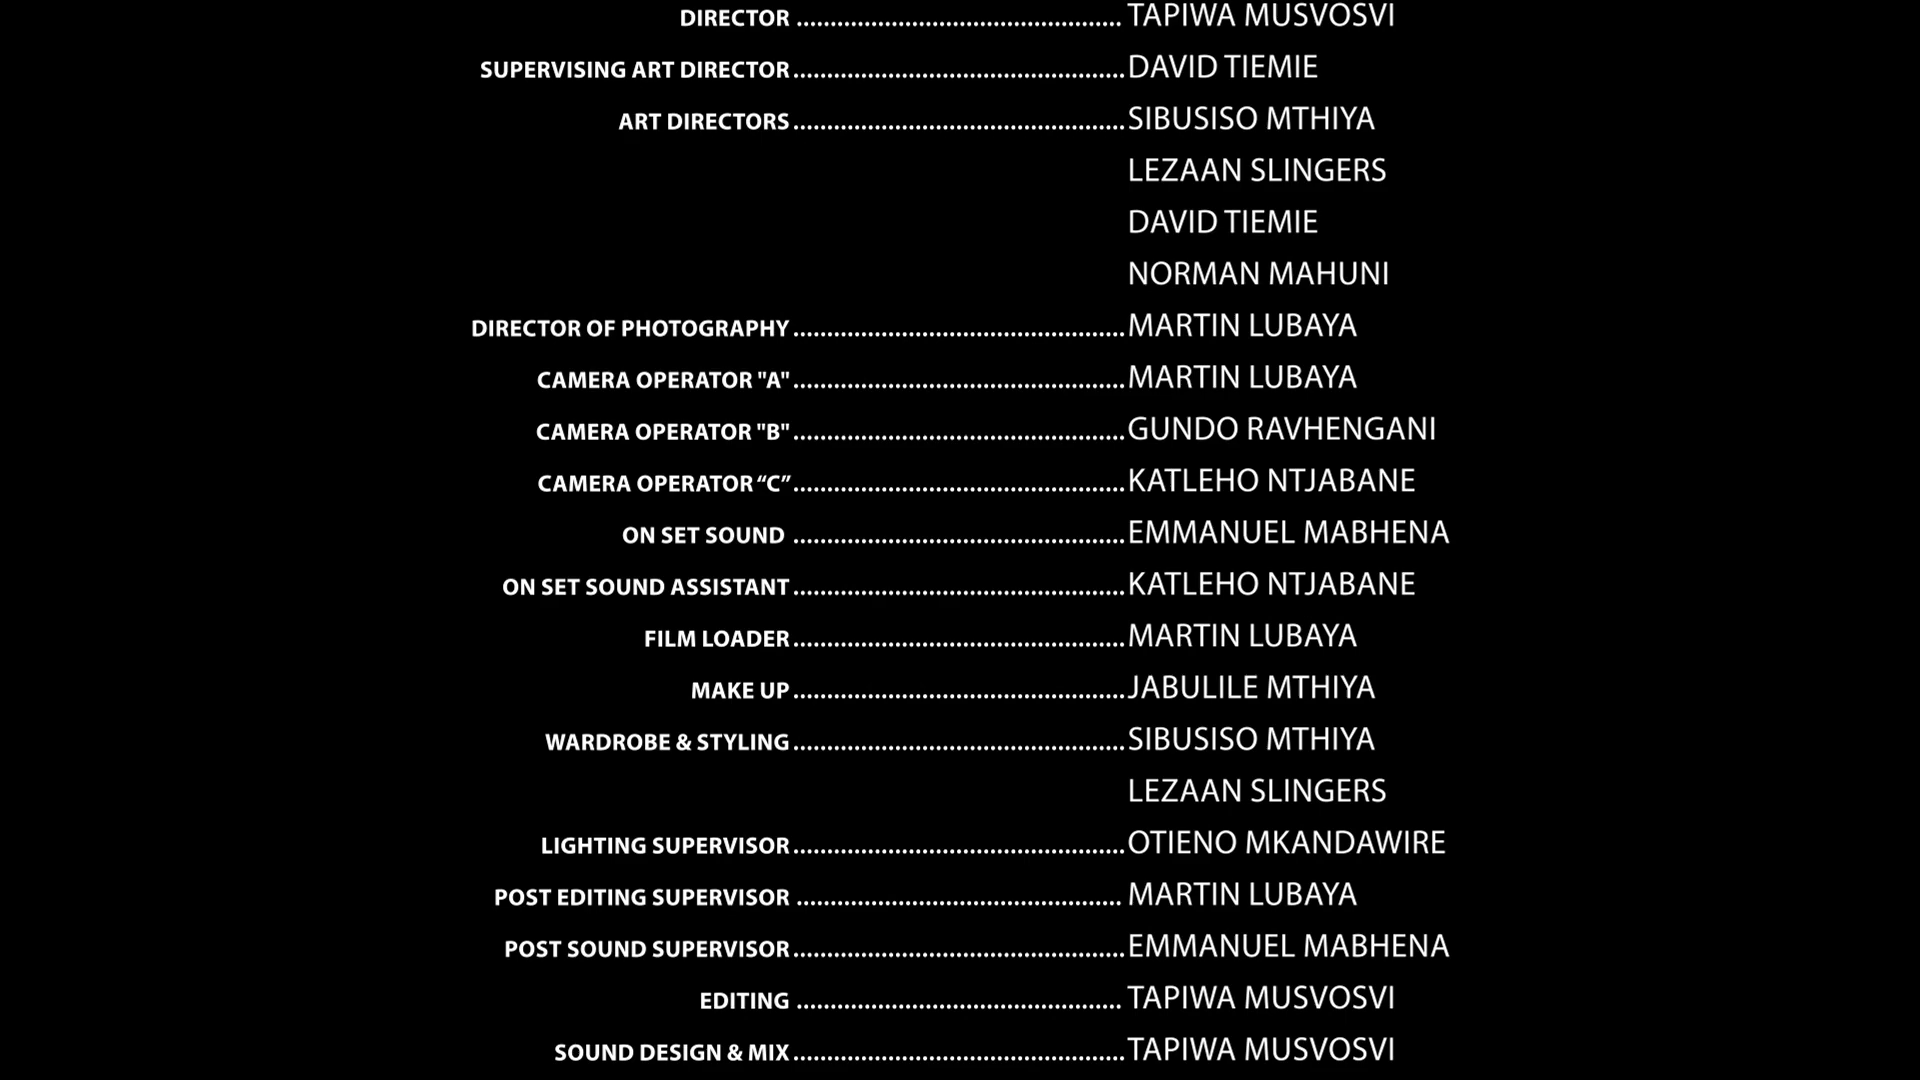 DIRECTOR ................................................ TAPIWA MUSVOSVI
SUPERVISING ART DIRECTOR................................................. DAVID TIEMIE
ART DIRECTORS................................................. SIBUSISO MTHIYA
LEZAAN SLINGERS
DAVID TIEMIE
NORMAN MAHUNI
DIRECTOR OF PHOTOGRAPHY................................................. MARTIN LUBAYA
CAMERA OPERATOR "A"................................................. MARTIN LUBAYA
CAMERA OPERATOR "B"................................................. GUNDO RAVHENGANI
CAMERA OPERATOR “C”................................................. KATLEHO NTJABANE
ON SET SOUND ................................................. EMMANUEL MABHENA
ON SET SOUND ASSISTANT................................................. KATLEHO NTJABANE
FILM LOADER................................................. MARTIN LUBAYA
MAKE UP................................................. JABULILE MTHIYA
WARDROBE & STYLING................................................. SIBUSISO MTHIYA
LEZAAN SLINGERS
LIGHTING SUPERVISOR................................................. OTIENO MKANDAWIRE
POST EDITING SUPERVISOR ................................................ MARTIN LUBAYA
POST SOUND SUPERVISOR................................................. EMMANUEL MABHENA
EDITING ................................................ TAPIWA MUSVOSVI
SOUND DESIGN & MIX................................................. TAPIWA MUSVOSVI